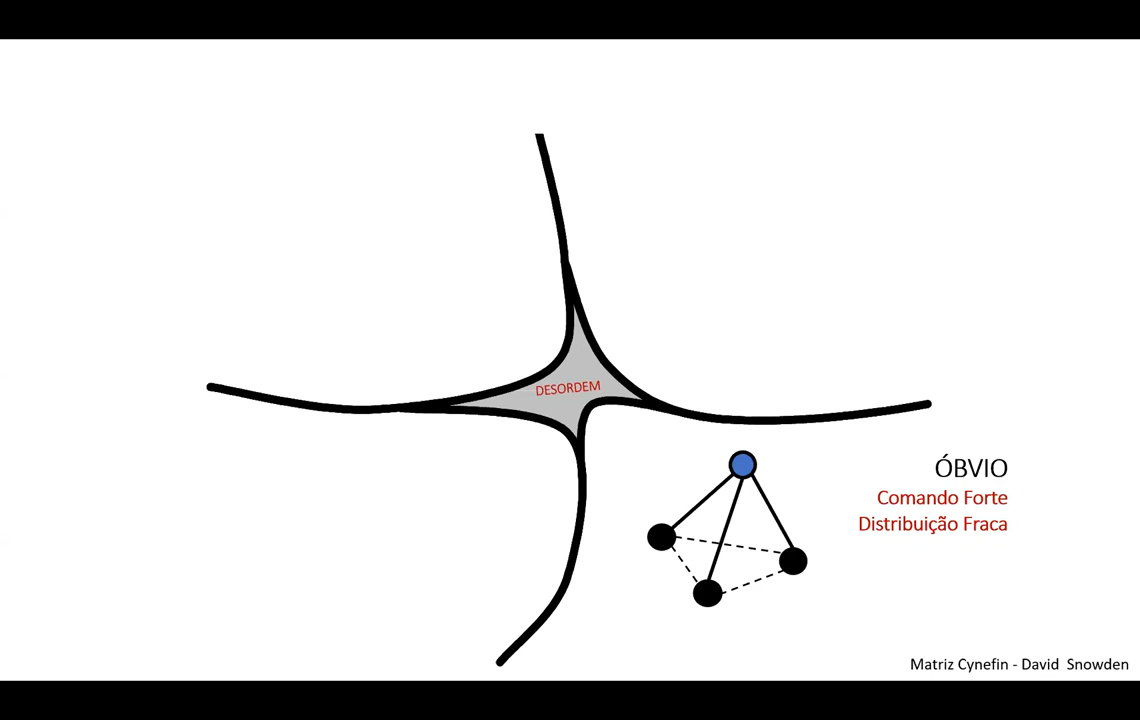 DESORDEM
ÓBVIO
Comando Forte
Distribuição Fraca
Matriz Cynefin - David Snowden